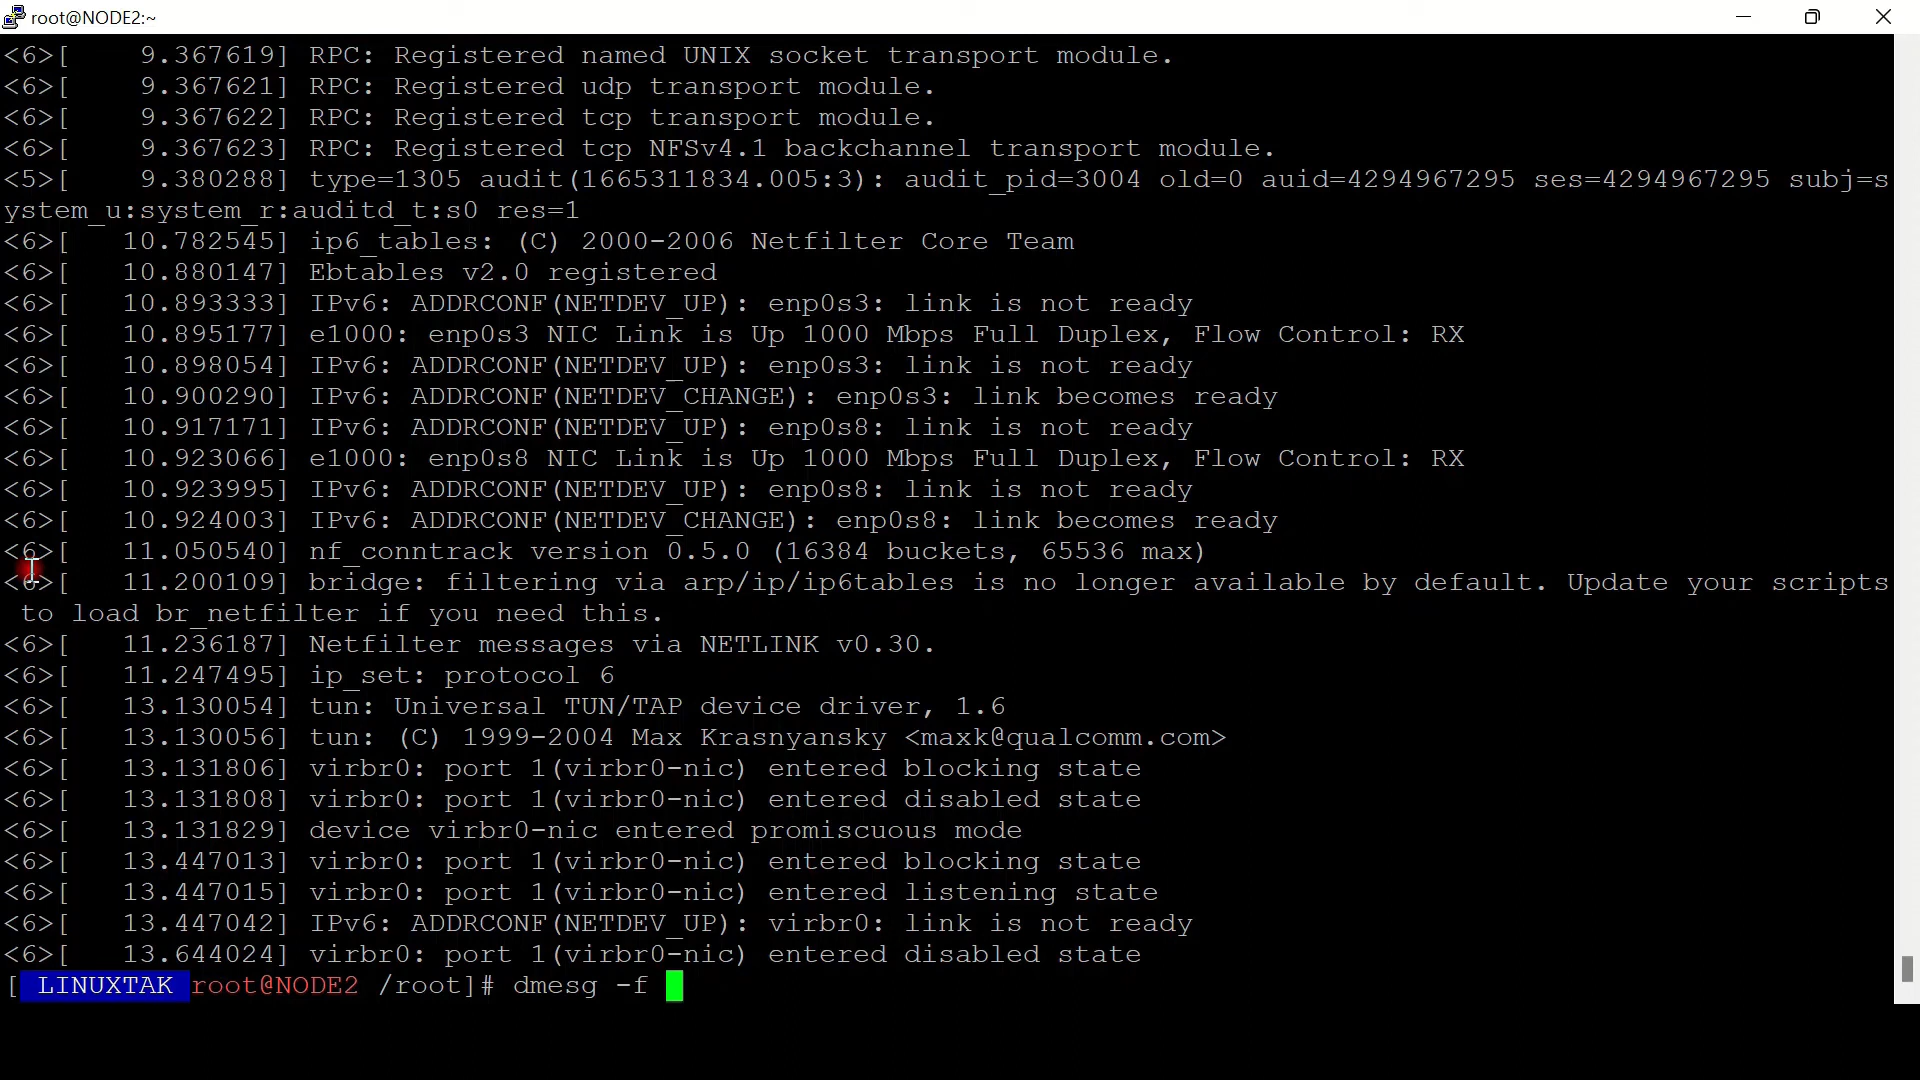 root@NODE2:~
<6>[    9.367619] RPC: Registered named UNIX socket transport module.
<6>[    9.367621] RPC: Registered udp transport module.
<6>[    9.367622] RPC: Registered tcp transport module.
<6>[    9.367623] RPC: Registered tcp NFSv4.1 backchannel transport module.
<5>[    9.380288] type=1305 audit(1665311834.005:3): audit_pid=3004 old=0 auid=4294967295 ses=4294967295 subj=s
ystem_u:system_r:auditd_t:s0 res=1
<6>[   10.782545] ip6_tables: (C) 2000-2006 Netfilter Core Team
<6>[   10.880147] Ebtables v2.0 registered
<6>[   10.893333] IPv6: ADDRCONF(NETDEV_UP): enp0s3: link is not ready
<6>[   10.895177] e1000: enp0s3 NIC Link is Up 1000 Mbps Full Duplex, Flow Control: RX
<6>[   10.898054] IPv6: ADDRCONF(NETDEV_UP): enp0s3: link is not ready
<6>[   10.900290] IPv6: ADDRCONF(NETDEV_CHANGE): enp0s3: link becomes ready
<6>[   10.917171] IPv6: ADDRCONF(NETDEV_UP): enp0s8: link is not ready
<6>[   10.923066] e1000: enp0s8 NIC Link is Up 1000 Mbps Full Duplex, Flow Control: RX
<6>[   10.923995] IPv6: ADDRCONF(NETDEV_UP): enp0s8: link is not ready
<6>[   10.924003] IPv6: ADDRCONF(NETDEV_CHANGE): enp0s8: link becomes ready
<6>[   11.050540] nf_conntrack version 0.5.0 (16384 buckets, 65536 max)
<6>[   11.200109] bridge: filtering via arp/ip/ip6tables is no longer available by default. Update your scripts
 to load br_netfilter if you need this.
<6>[   11.236187] Netfilter messages via NETLINK v0.30.
<6>[   11.247495] ip_set: protocol 6
<6>[   13.130054] tun: Universal TUN/TAP device driver, 1.6
<6>[   13.130056] tun: (C) 1999-2004 Max Krasnyansky <maxk@qualcomm.com>
<6>[   13.131806] virbr0: port 1(virbr0-nic) entered blocking state
<6>[   13.131808] virbr0: port 1(virbr0-nic) entered disabled state
<6>[   13.131829] device virbr0-nic entered promiscuous mode
<6>[   13.447013] virbr0: port 1(virbr0-nic) entered blocking state
<6>[   13.447015] virbr0: port 1(virbr0-nic) entered listening state
<6>[   13.447042] IPv6: ADDRCONF(NETDEV_UP): virbr0: link is not ready
<6>[   13.644024] virbr0: port 1(virbr0-nic) entered disabled state
[ LINUXTAK root@NODE2 /root]# dmesg -f